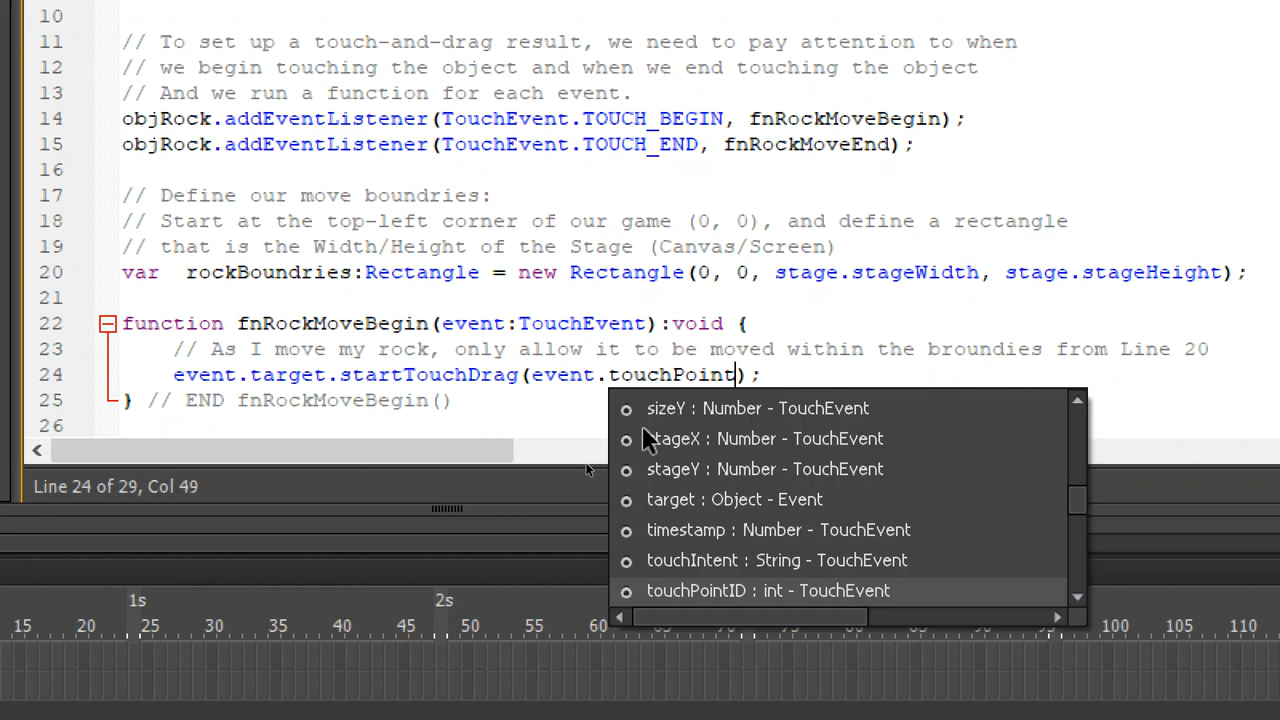 10
11 // To set up a touch-and-drag result, we need to pay attention to when
12 // we begin touching the object and when we end touching the object
13 // And we run a function for each event.
14 objRock.addEventListener(TouchEvent.TOUCH_BEGIN, fnRockMoveBegin);
15 objRock.addEventListener(TouchEvent.TOUCH_END, fnRockMoveEnd);
16
17 // Define our move boundries:
18 // Start at the top-left corner of our game (0, 0), and define a rectangle
19 // that is the Width/Height of the Stage (Canvas/Screen)
20 var  rockBoundries:Rectangle = new Rectangle(0, 0, stage.stageWidth, stage.stageHeight);
21
22 function fnRockMoveBegin(event:TouchEvent):void {
23 // As I move my rock, only allow it to be moved within the broundies from Line 20
24 event.target.startTouchDrag(event.touchPoint);
25 } // END fnRockMoveBegin()
26
sizeY : Number - TouchEvent
stageX : Number - TouchEvent
stageY : Number - TouchEvent
target : Object - Event
timestamp : Number - TouchEvent
touchIntent : String - TouchEvent
touchPointID : int - TouchEvent
Line 24 of 29, Col 49
1s 2s
15 20 25 30 35 40 45 50 55 60 100 105 110